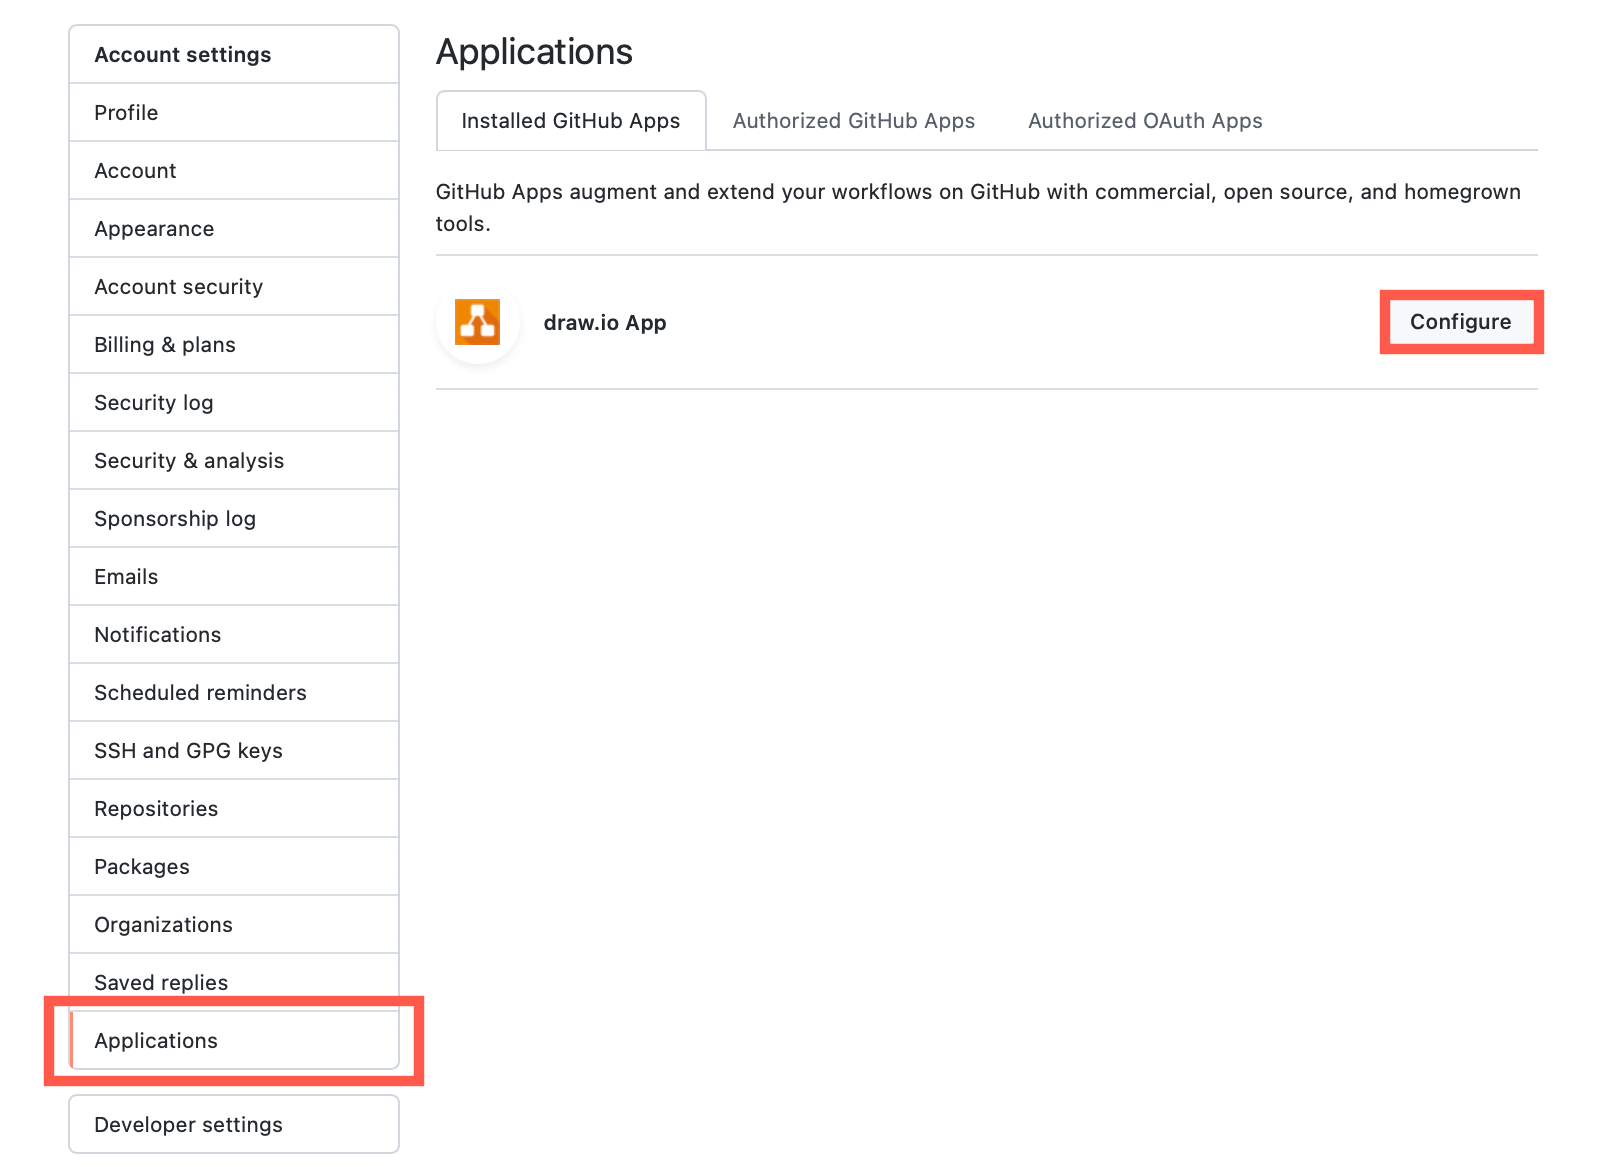 Account settings
Profile
Account
Appearance
Account security
Billing & plans
Security log
Security & analysis
Sponsorship log
Emails
Notifications
Scheduled reminders
SSH and GPG keys
Repositories
Packages
Organizations
Saved replies
Applications
Developer settings
Applications
Installed GitHub Apps
Authorized GitHub Apps
Authorized OAuth Apps
GitHub Apps augment and extend your workflows on GitHub with commercial, open source, and homegrown
tools.
draw.io App
Configure